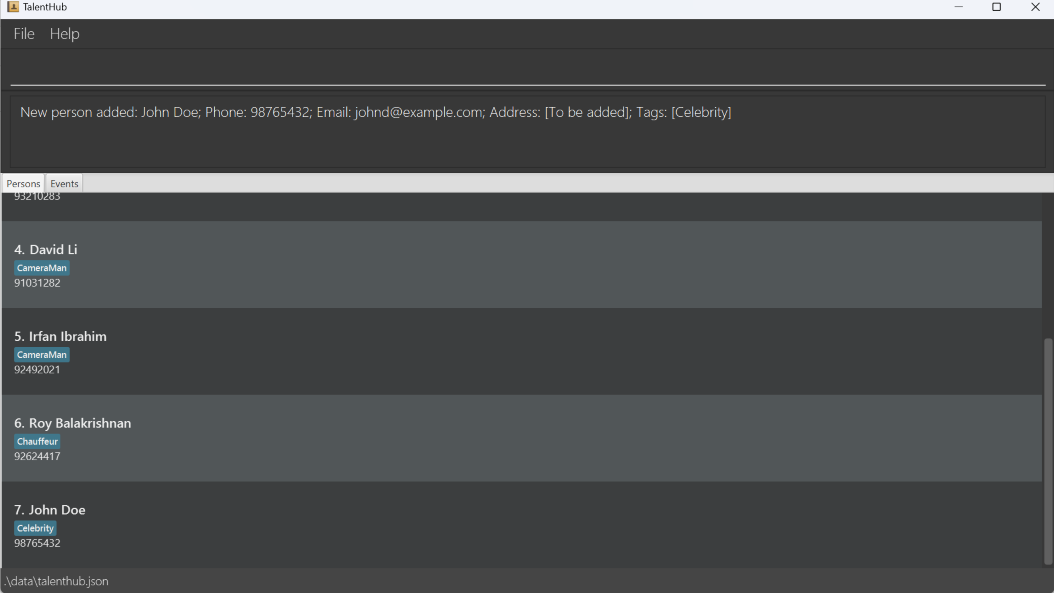 TalentHub
File Help
New person added: John Doe; Phone: 98765432; Email: johnd@example.com; Address: [To be added]; Tags: [Celebrity]
Persons Events
93210283
4. David Li
CameraMan
91031282
5. Irfan Ibrahim
CameraMan
92492021
6. Roy Balakrishnan
Chauffeur
92624417
7. John Doe
Celebrity
98765432
.\data\talenthub.json